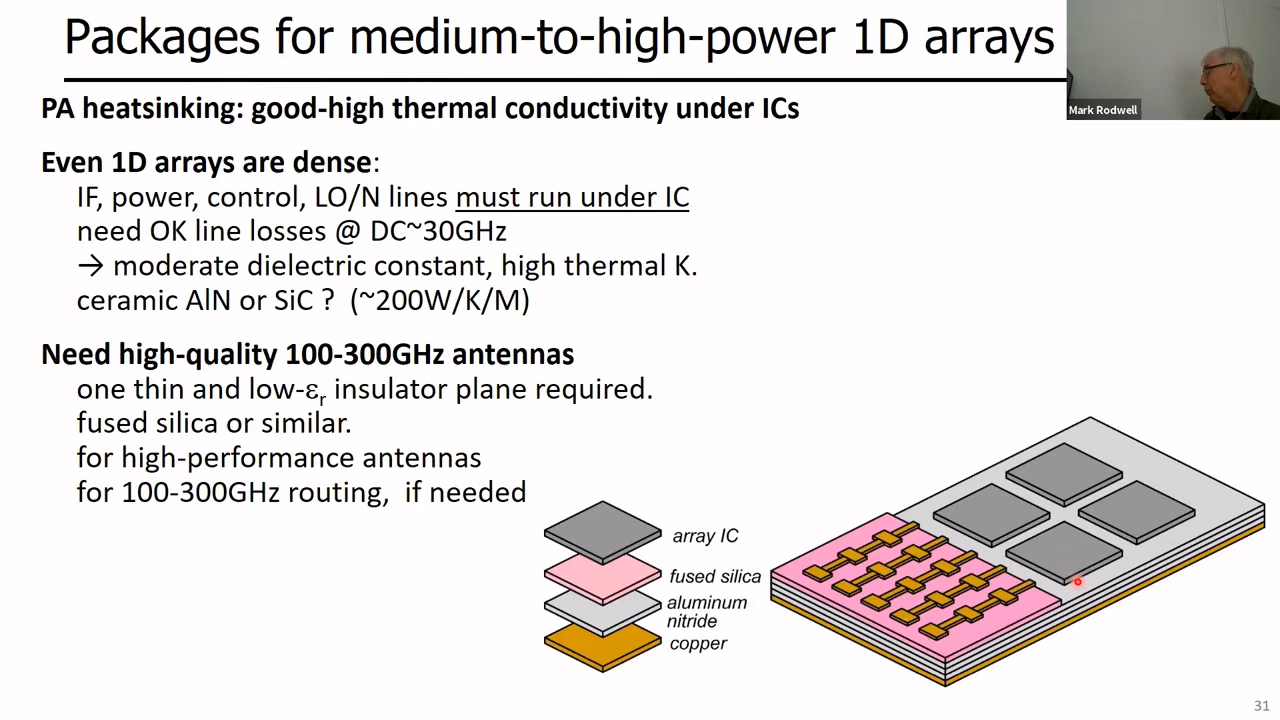 Packages for medium-to-high-power 1D arrays
Mark Rodwell
PA heatsinking: good-high thermal conductivity under ICs
Even 1D arrays are dense:
IF, power, control, LO/N lines must run under IC
need OK line losses @ DC~30GHz
→ moderate dielectric constant, high thermal K.
ceramic AlN or SiC ? (~200W/K/M)
Need high-quality 100-300GHz antennas
one thin and low-εr insulator plane required.
fused silica or similar.
for high-performance antennas
for 100-300GHz routing, if needed
array IC
fused silica
aluminum
nitride
copper
31